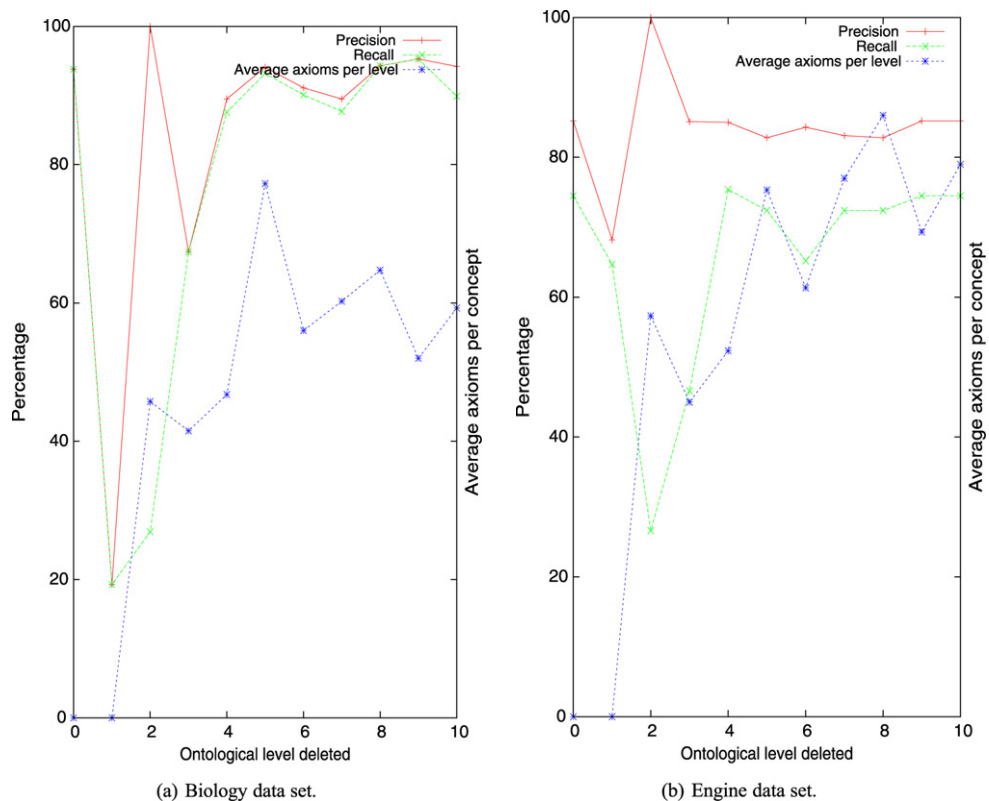 100
80
60
40
20
0
0
2
4
6
8
10
Percentage
Ontological level deleted
Average axioms per concept
Precision
Recall
Average axioms per level
(a) Biology data set.
100
80
60
40
20
0
0
2
4
6
8
10
Percentage
Ontological level deleted
Average axioms per concept
Precision
Recall
Average axioms per level
(b) Engine data set.